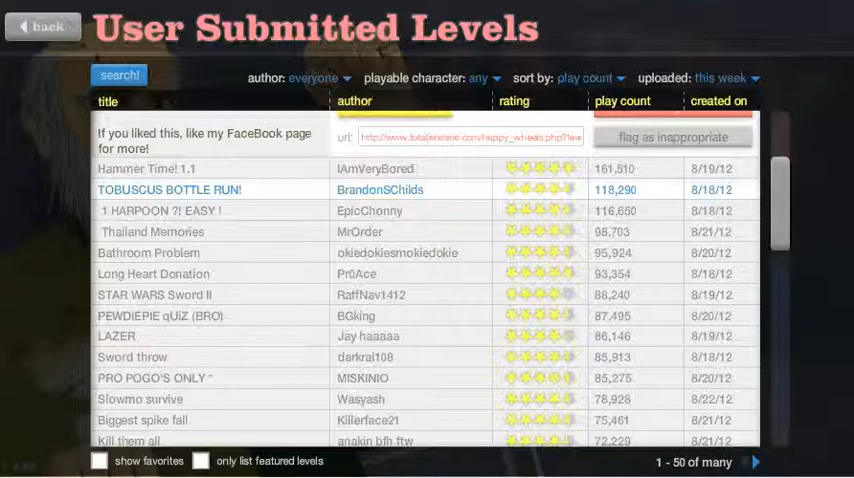 back
User Submitted Levels
search!
author: everyone playable character: any sort by: play count uploaded: this week
title author rating play count created on
If you liked this, like my FaceBook page
for more!
url:
flag as inappropriate
Hammer Time! 1.1 IAmVeryBored 161,510 8/19/12
TOBUSCUS BOTTLE RUN! BrandonSChilds 118,290 8/18/12
1 HARPOON ?! EASY ! EpicChonny 116,650 8/18/12
Thailand Memories MrOrder 98,703 8/21/12
Bathroom Problem okiedokiesmokiedokie 95,924 8/20/12
Long Heart Donation Pr0Ace 93,354 8/18/12
STAR WARS Sword II RaffNav1412 88,240 8/19/12
PEWDIEPIE qUiZ (BRO) BGking 87,495 8/20/12
LAZER Jay haaaaa 86,146 8/19/12
Sword throw darkrai108 85,913 8/18/12
PRO POGO'S ONLY MISKINIO 85,275 8/20/12
Slowmo survive Wasyash 78,928 8/22/12
Biggest spike fall Killerface21 75,461 8/21/12
Kill them all anakin bfh ftw 72,229 8/21/12
show favorites only list featured levels 1 - 50 of many